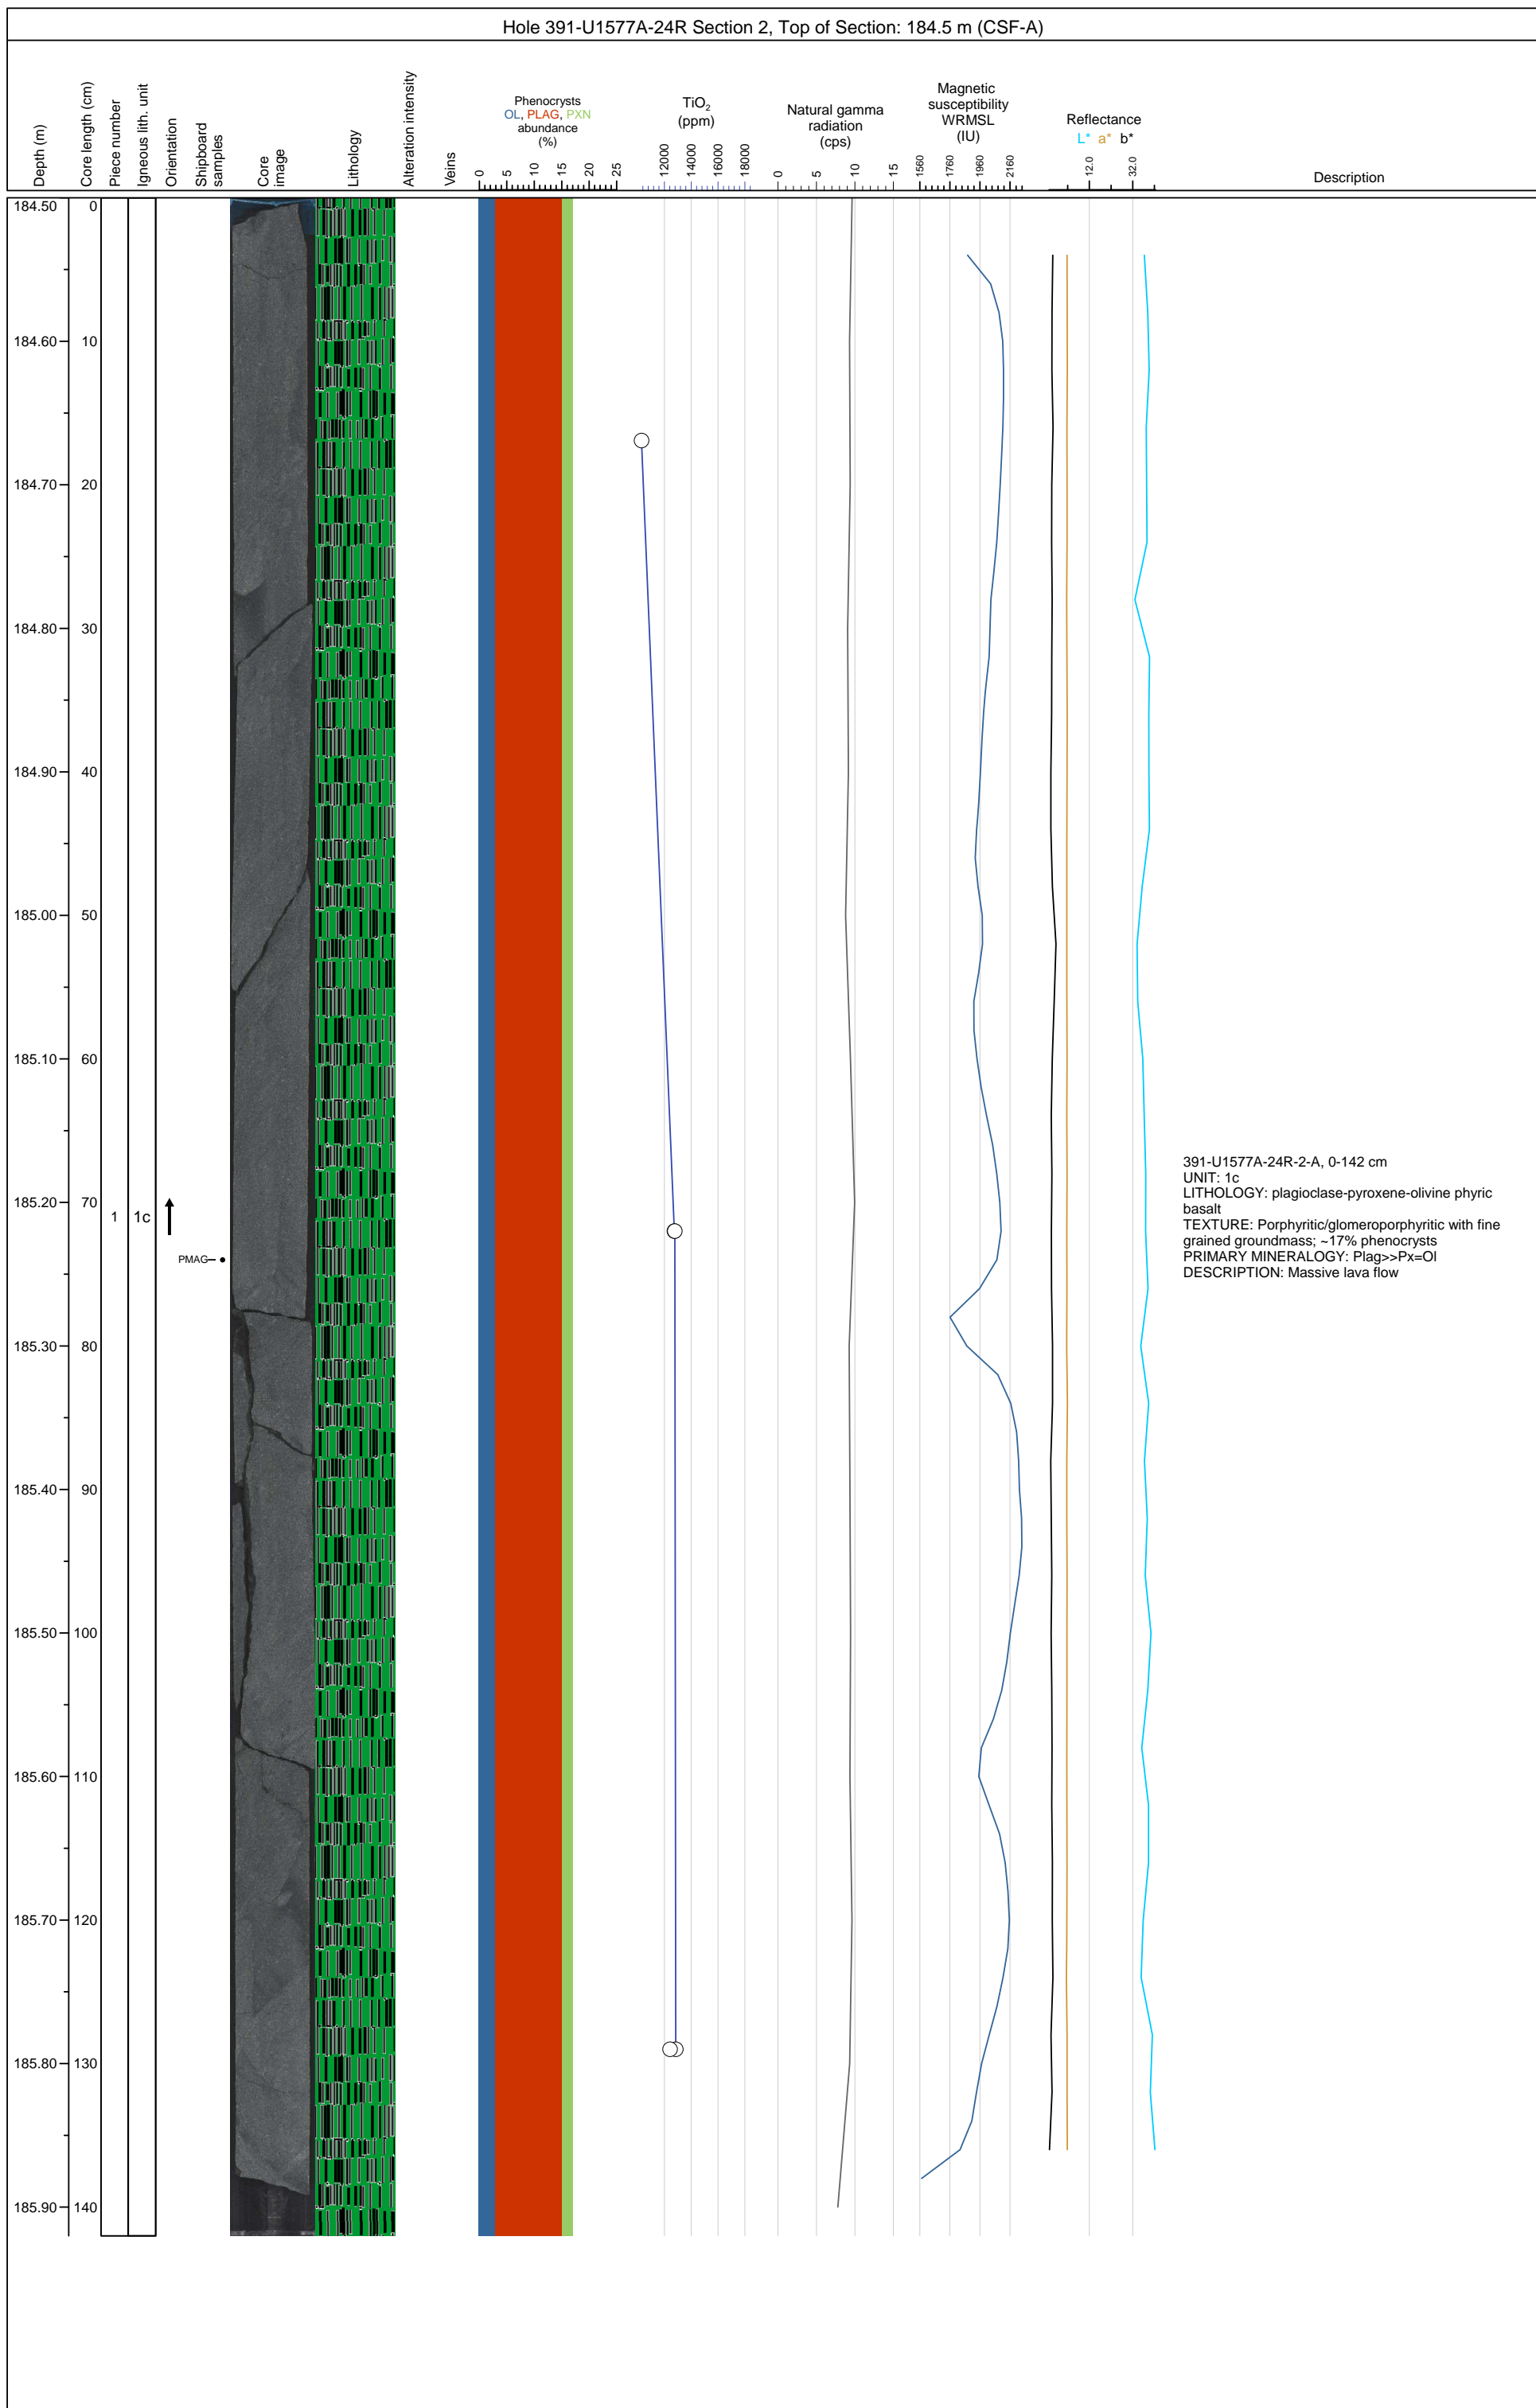 Hole 391-U1577A-24R Section 2, Top of Section: 184.5 m (CSF-A)
Depth (m)
Core length (cm)
Piece number
Igneous lith. unit
Orientation
Shipboard
samples
Core
image
Lithology
Alteration intensity
Veins
Phenocrysts
OL, PLAG, PXN
abundance
(%)
0 5 10 15 20 25
TiO₂
(ppm)
12000 14000 16000 18000
Natural gamma
radiation
(cps)
0 5 10 15
Magnetic
susceptibility
WRMSL
(IU)
1560 1760 1960 2160
Reflectance
L* a* b*
12.0 32.0
Description
184.50 0
184.60 10
184.70 20
184.80 30
184.90 40
185.00 50
185.10 60
185.20 70
185.30 80
185.40 90
185.50 100
185.60 110
185.70 120
185.80 130
185.90 140
1 1c
PMAG
391-U1577A-24R-2-A, 0-142 cm
UNIT: 1c
LITHOLOGY: plagioclase-pyroxene-olivine phyric
basalt
TEXTURE: Porphyritic/glomeroporphyritic with fine
grained groundmass; ~17% phenocrysts
PRIMARY MINERALOGY: Plag>>Px=Ol
DESCRIPTION: Massive lava flow